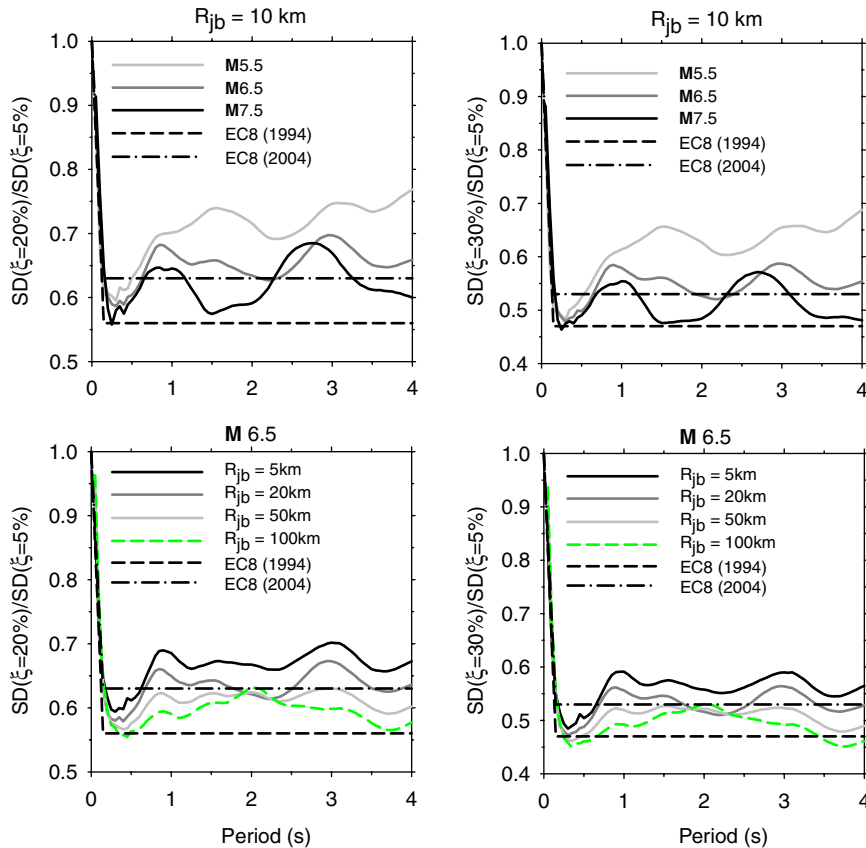 R_jb = 10 km
SD(ξ=20%)/SD(ξ=5%)
1.0
0.9
0.8
0.7
0.6
0.5
M5.5
M6.5
M7.5
EC8 (1994)
EC8 (2004)
0 1 2 3 4
R_jb = 10 km
SD(ξ=30%)/SD(ξ=5%)
1.0
0.9
0.8
0.7
0.6
0.5
0.4
M5.5
M6.5
M7.5
EC8 (1994)
EC8 (2004)
0 1 2 3 4
M 6.5
SD(ξ=20%)/SD(ξ=5%)
1.0
0.9
0.8
0.7
0.6
0.5
R_jb = 5km
R_jb = 20km
R_jb = 50km
R_jb = 100km
EC8 (1994)
EC8 (2004)
0 1 2 3 4
Period (s)
M 6.5
SD(ξ=30%)/SD(ξ=5%)
1.0
0.9
0.8
0.7
0.6
0.5
0.4
R_jb = 5km
R_jb = 20km
R_jb = 50km
R_jb = 100km
EC8 (1994)
EC8 (2004)
0 1 2 3 4
Period (s)